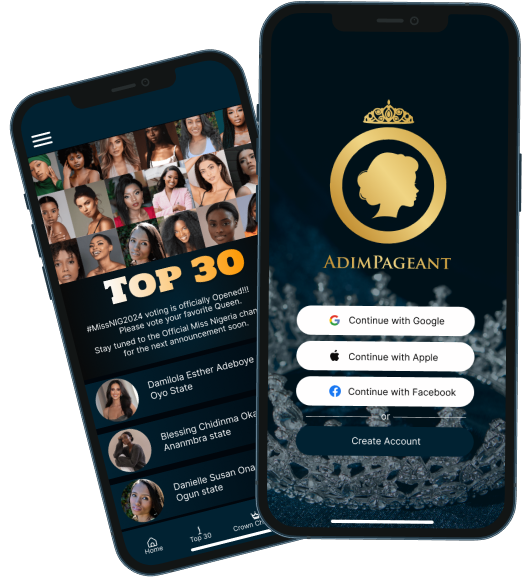 TOP 30
#MissNIG2024 voting is officially Opened!!!
Please vote your favorite Queen.
Stay tuned to the Official Miss Nigeria
for the next announcement soon.
Damilola Esther Adeboye
Oyo State
Blessing Chidinma
Ananmbra state
Danielle Susan
Ogun state
Home
Top 30
Crown
ADIMPAGEANT
Continue with Google
Continue with Apple
Continue with Facebook
or
Create Account